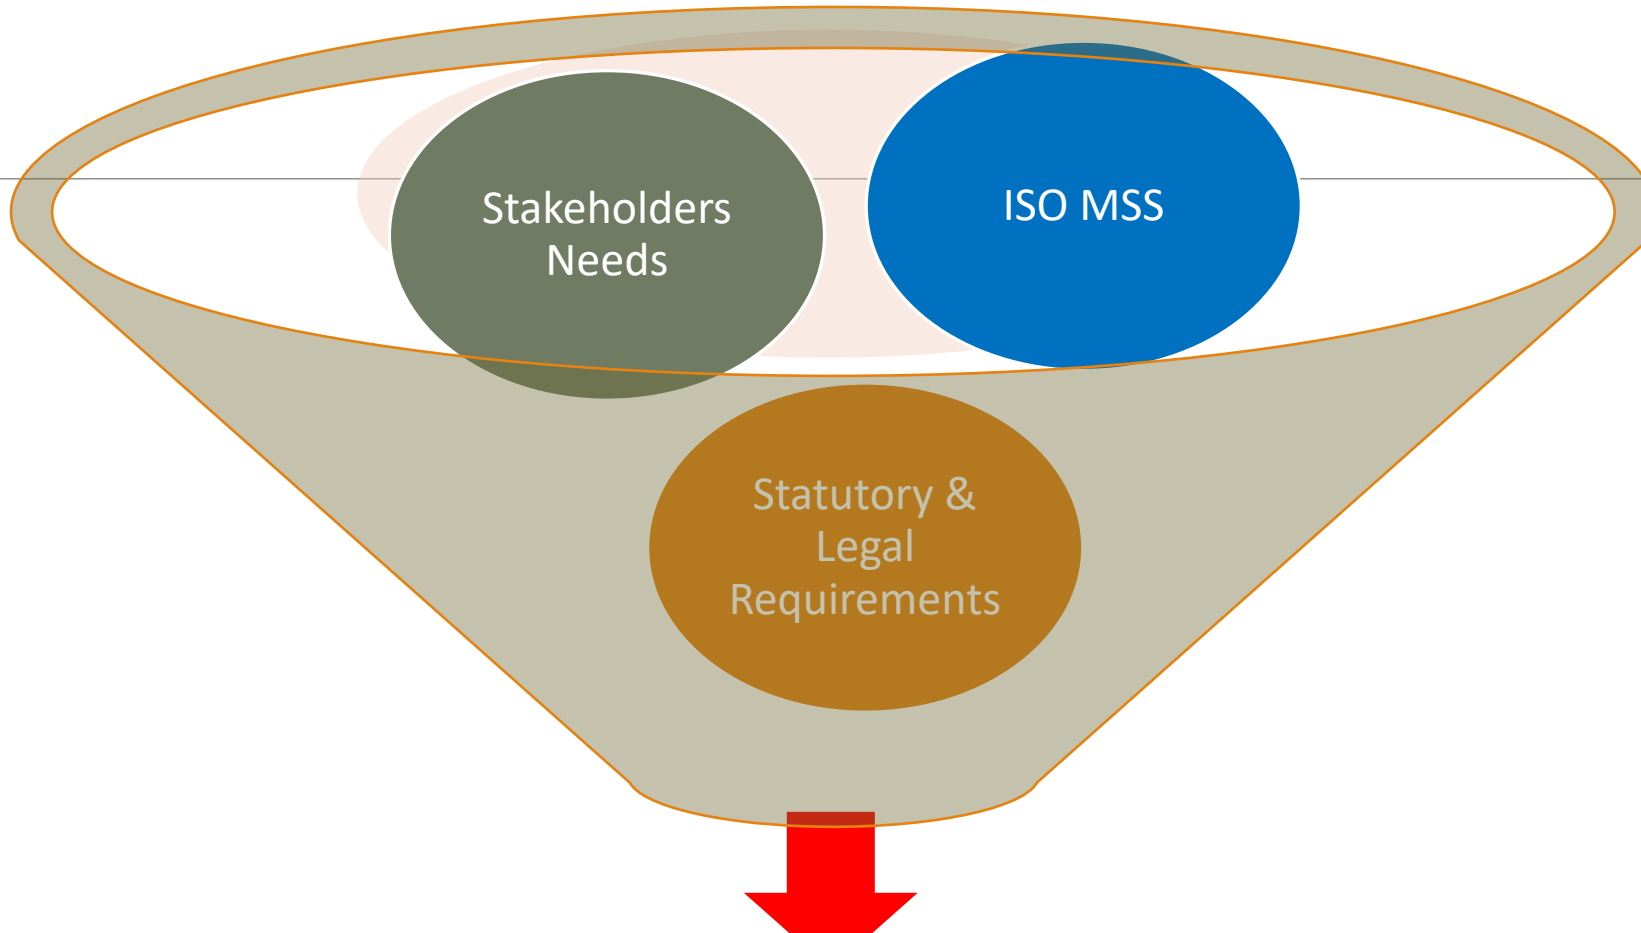 Stakeholders
Needs
ISO MSS
Statutory &
Legal
Requirements